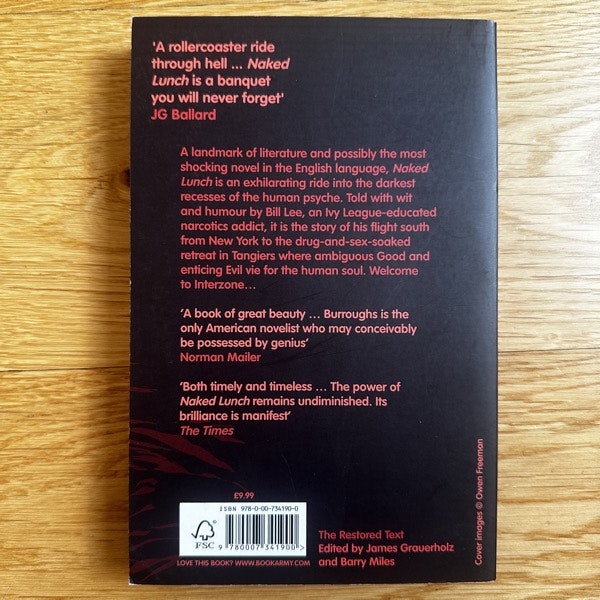 'A rollercoaster ride
through hell ... Naked
Lunch is a banquet
you will never forget'
JG Ballard
A landmark of literature and possibly the most
shocking novel in the English language, Naked
Lunch is an exhilarating ride into the darkest
recesses of the human psyche. Told with wit
and humour by Bill Lee, an Ivy League-educated
narcotics addict, it is the story of his flight south
from New York to the drug-and-sex-soaked
retreat in Tangiers where ambiguous Good and
enticing Evil vie for the human soul. Welcome
to Interzone...
'A book of great beauty ... Burroughs is the
only American novelist who may conceivably
be possessed by genius'
Norman Mailer
'Both timely and timeless ... The power of
Naked Lunch remains undiminished. Its
brilliance is manifest'
The Times
£9.99
ISBN 978-0-00-734190-0
FSC
9 780007 341900 >
LOVE THIS BOOK? WWW.BOOKARMY.COM
The Restored Text
Edited by James Grauerholz
and Barry Miles
Cover images © Owen Freeman